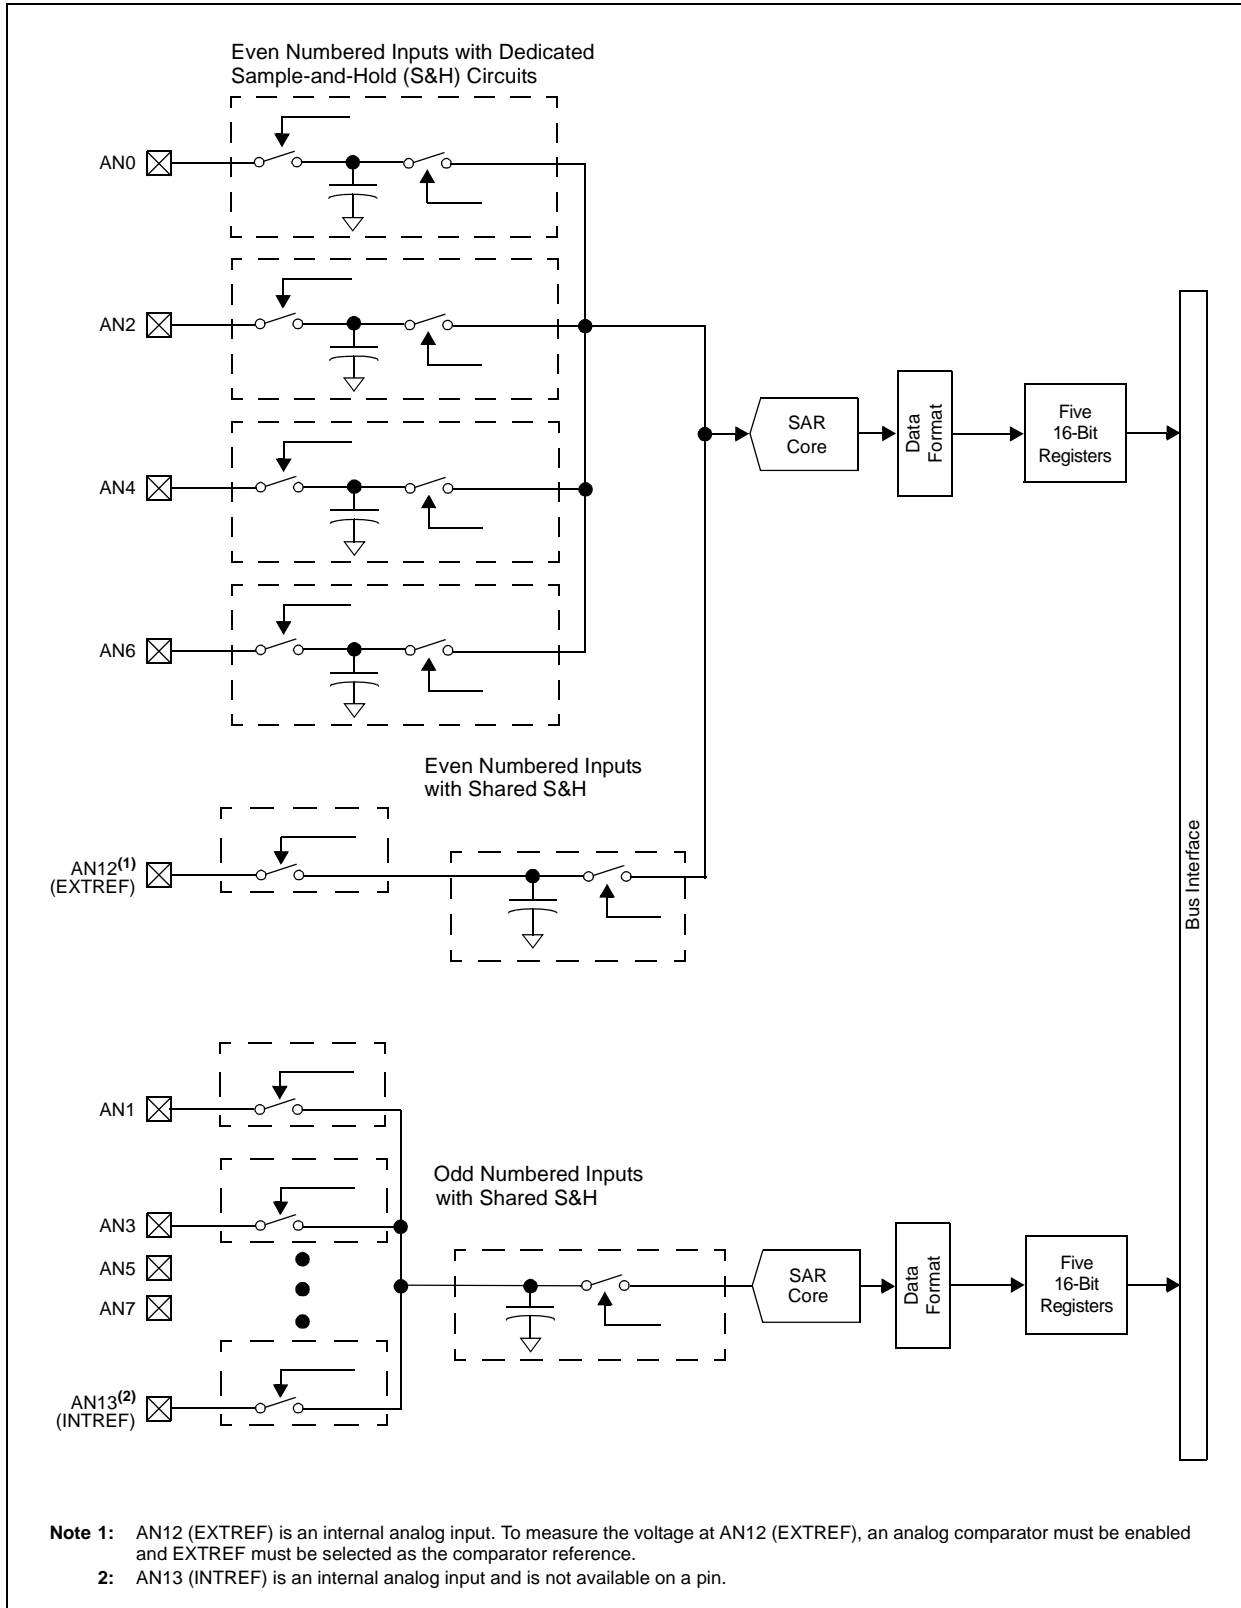 Even Numbered Inputs with Dedicated
Sample-and-Hold (S&H) Circuits
AN0
AN2
AN4
AN6
SAR
Core
Data
Format
Five
16-Bit
Registers
Even Numbered Inputs
with Shared S&H
AN12(1)
(EXTREF)
Bus Interface
AN1
Odd Numbered Inputs
with Shared S&H
AN3
AN5
AN7
SAR
Core
Data
Format
Five
16-Bit
Registers
AN13(2)
(INTREF)
Note 1: AN12 (EXTREF) is an internal analog input. To measure the voltage at AN12 (EXTREF), an analog comparator must be enabled
and EXTREF must be selected as the comparator reference.
2: AN13 (INTREF) is an internal analog input and is not available on a pin.